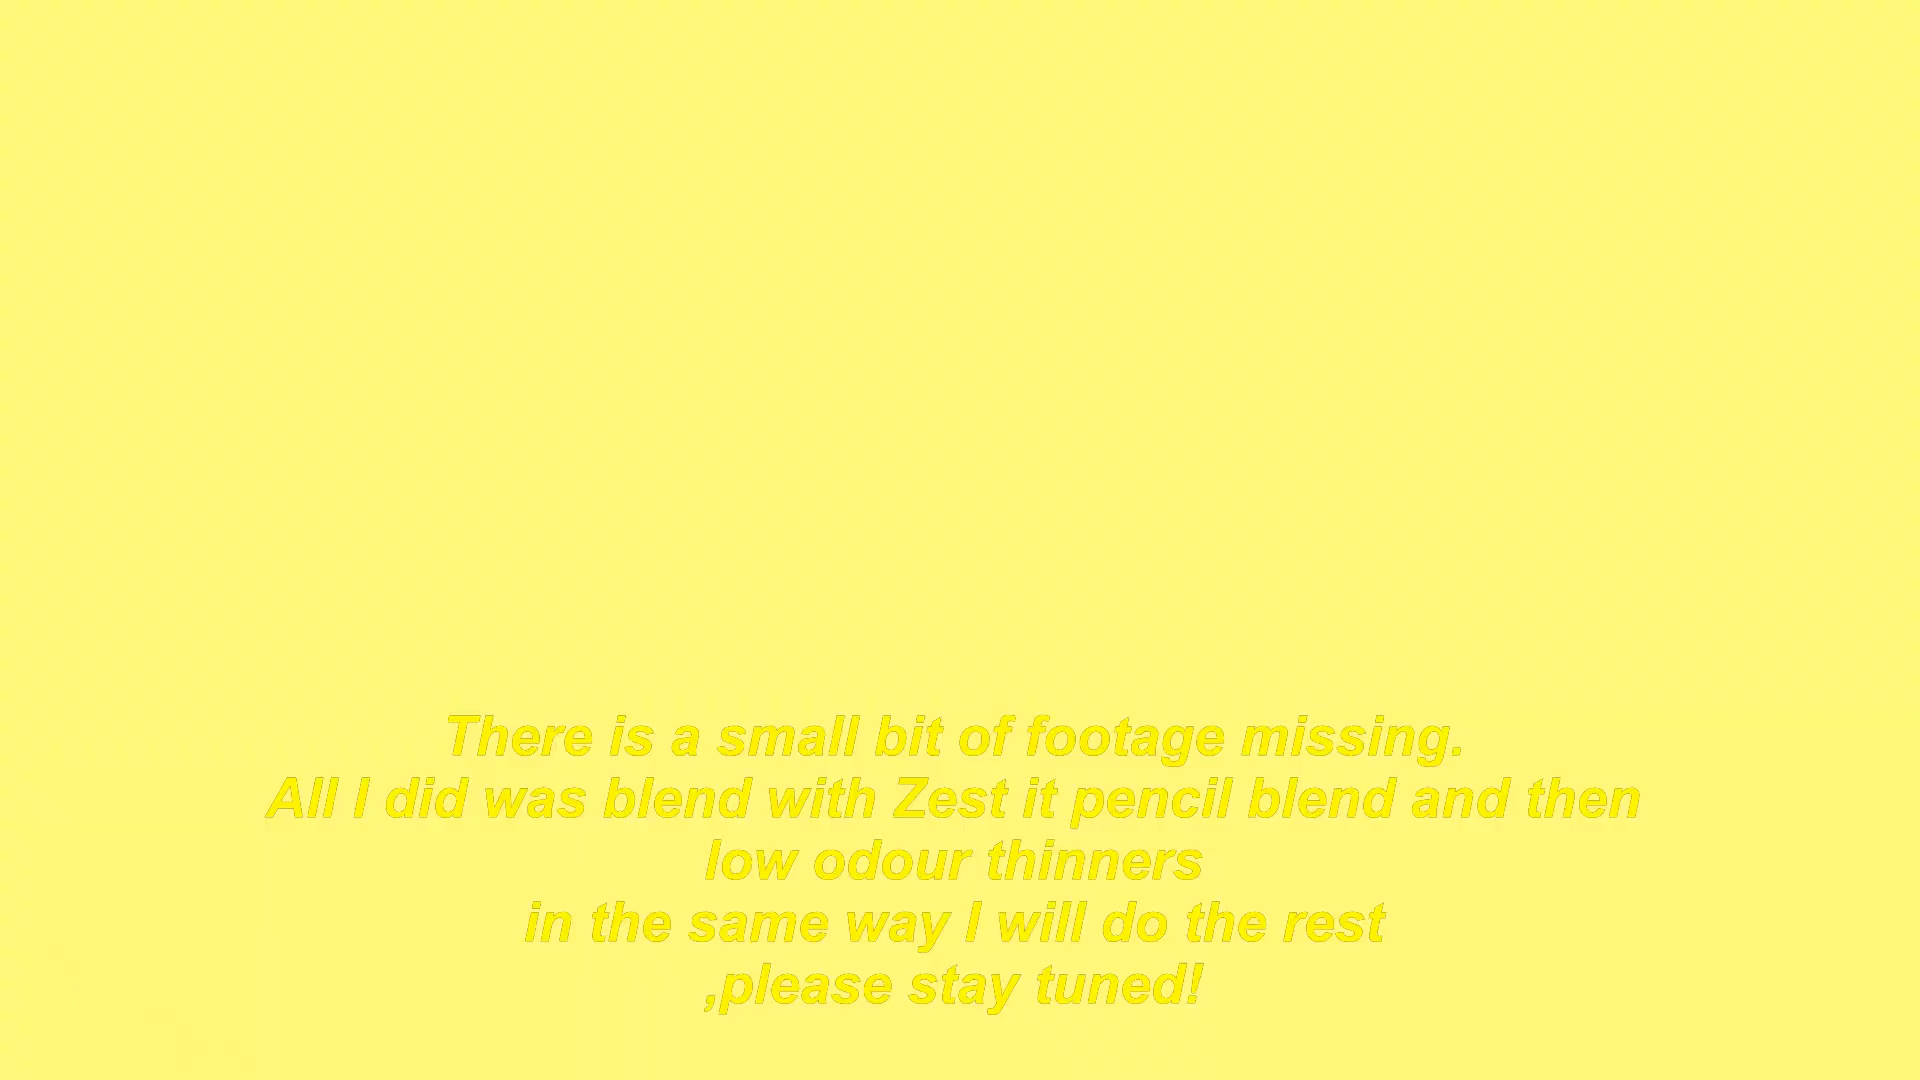 There is a small bit of footage missing.
All I did was blend with Zest it pencil blend and then
low odour thinners
in the same way I will do the rest
,please stay tuned!